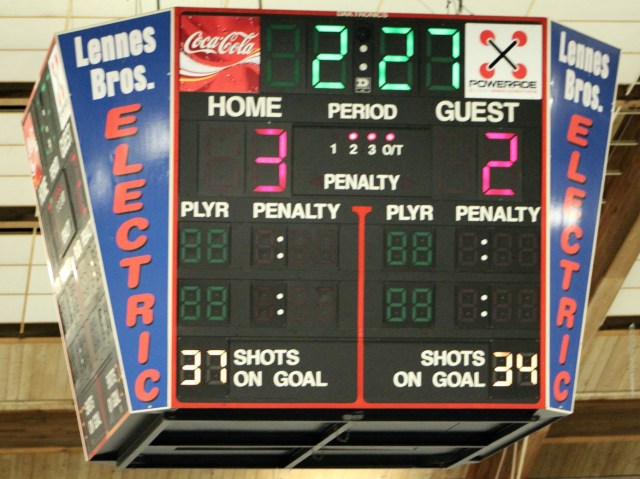 DAKTRONICS
Lennes Bros. ELECTRIC
Coca-Cola
2:27
POWERADE
Lennes Bros. ELECTRIC
HOME PERIOD GUEST
3 1 2 3 O/T 2
PENALTY
PLYR PENALTY PLYR PENALTY
37 SHOTS ON GOAL
SHOTS ON GOAL 34